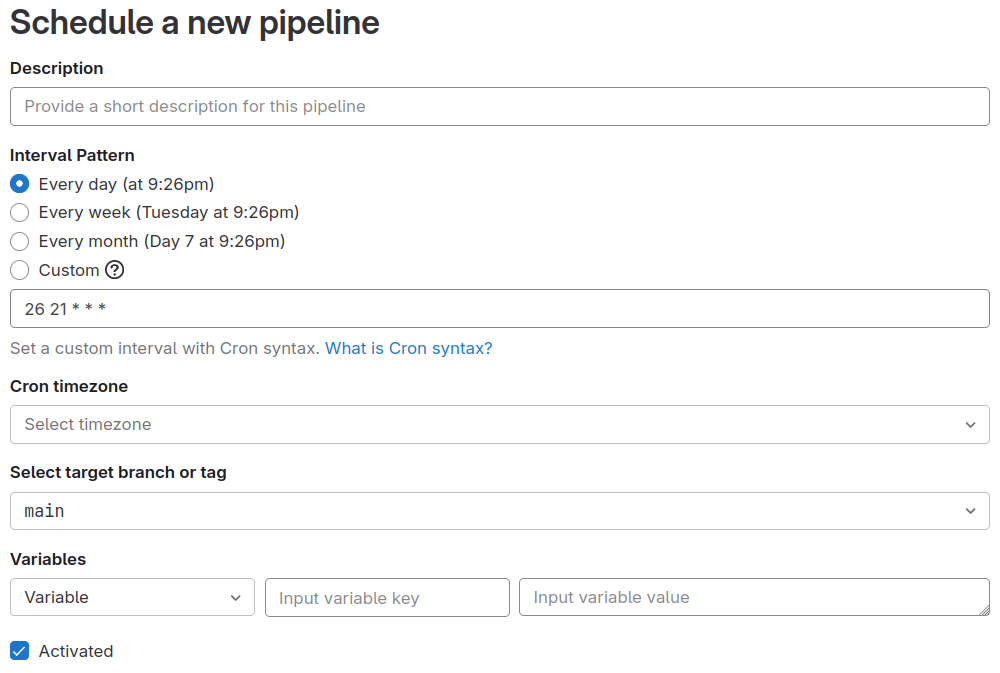 Schedule a new pipeline
Description
Provide a short description for this pipeline
Interval Pattern
Every day (at 9:26pm)
Every week (Tuesday at 9:26pm)
Every month (Day 7 at 9:26pm)
Custom ?
26 21 * * *
Set a custom interval with Cron syntax. What is Cron syntax?
Cron timezone
Select timezone
Select target branch or tag
main
Variables
Variable Input variable key Input variable value
Activated